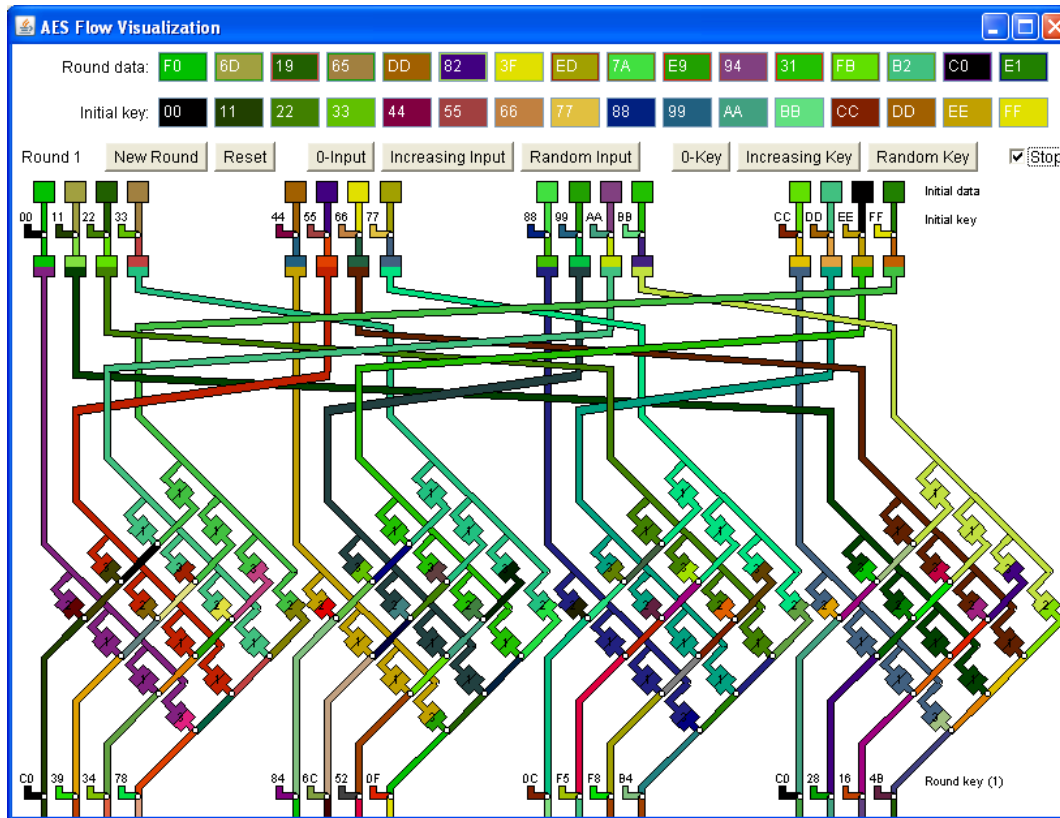 AES Flow Visualization
Round data: F0 6D 19 65 DD 82 3F ED 7A E9 94 31 FB B2 C0 E1
Initial key: 00 11 22 33 44 55 66 77 88 99 AA BB CC DD EE FF
Round 1 New Round Reset 0-Input Increasing Input Random Input 0-Key Increasing Key Random Key Stop
Initial data
00 11 22 33 44 55 66 77 88 99 AA BB CC DD EE FF Initial key
C0 39 34 78 84 6C 52 0F 0C F5 F8 B4 C0 28 16 4B Round key (1)